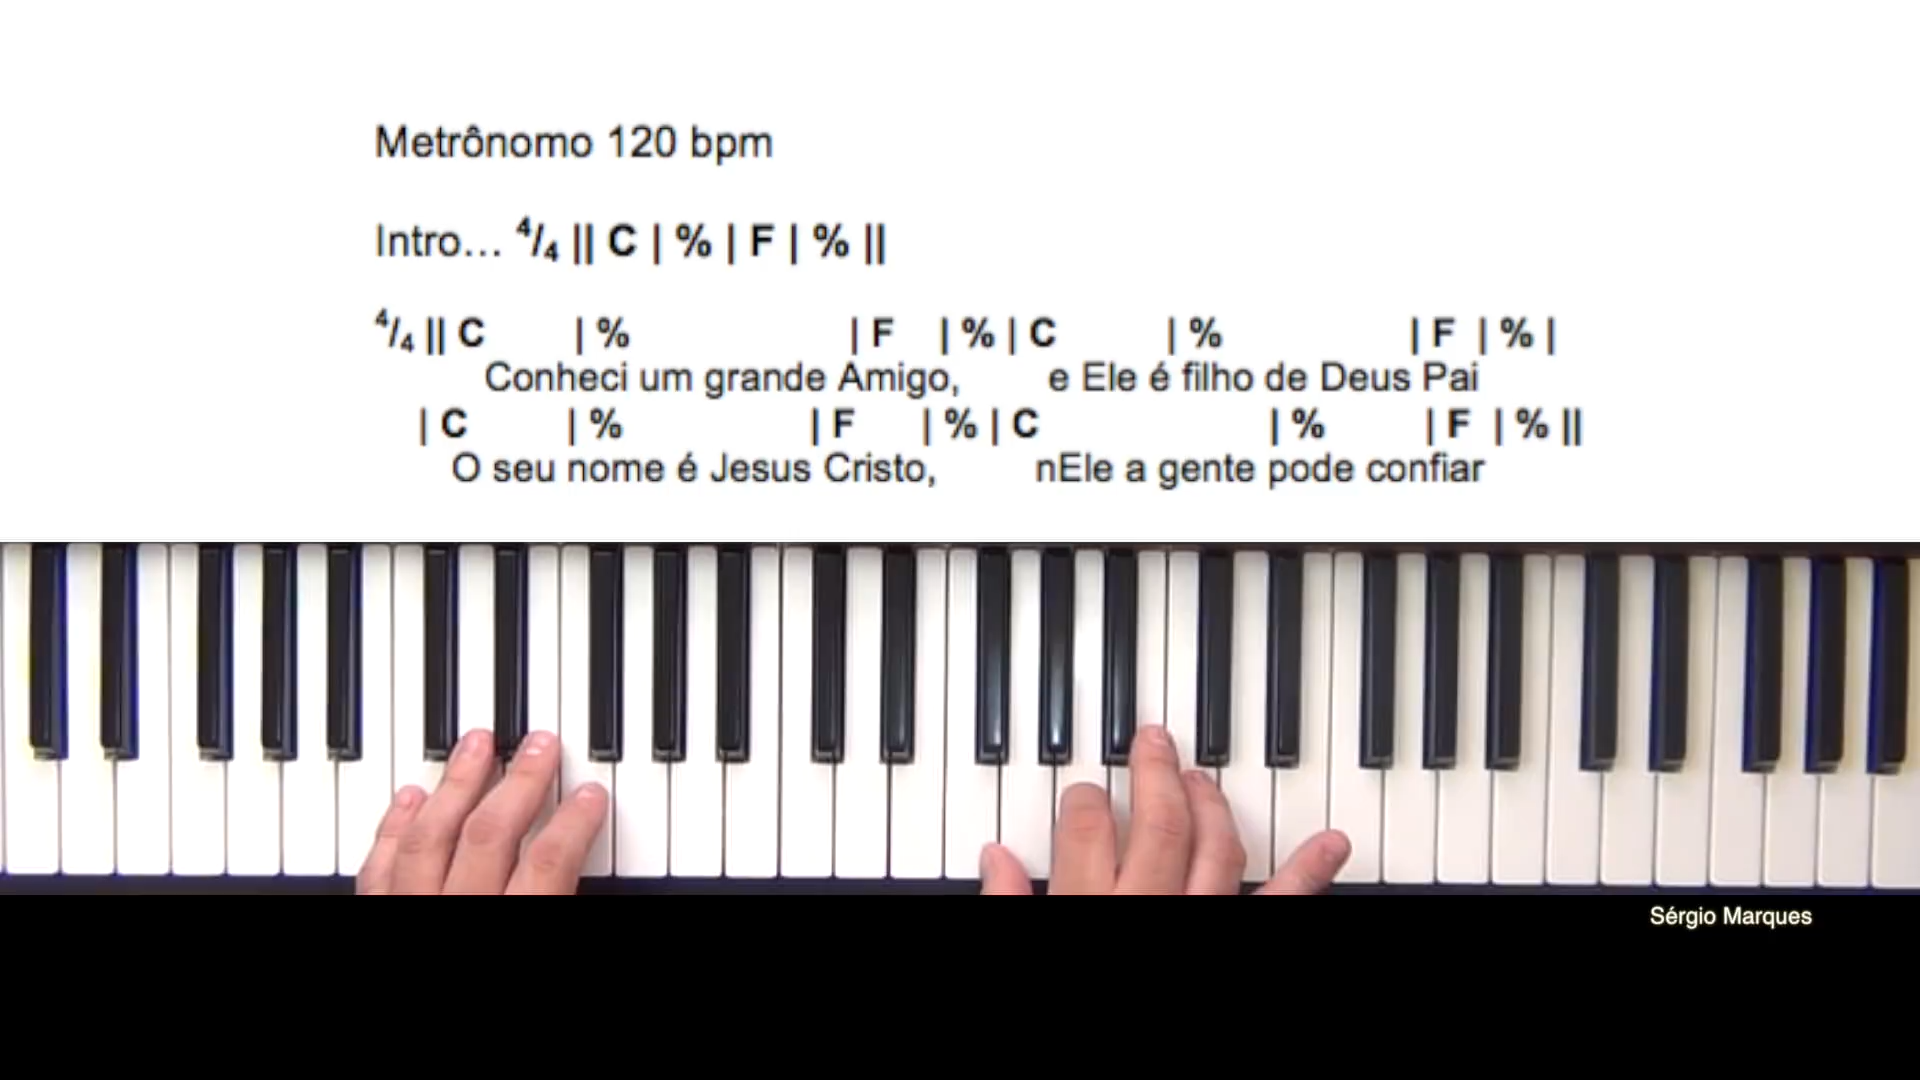 Metrônomo 120 bpm
Intro... 4/4 || C | % | F | % ||
4/4 || C | % | F | % | C | % | F | % |
Conheci um grande Amigo, e Ele é filho de Deus Pai
| C | % | F | % | C | % | F | % ||
O seu nome é Jesus Cristo, nEle a gente pode confiar
Sérgio Marques